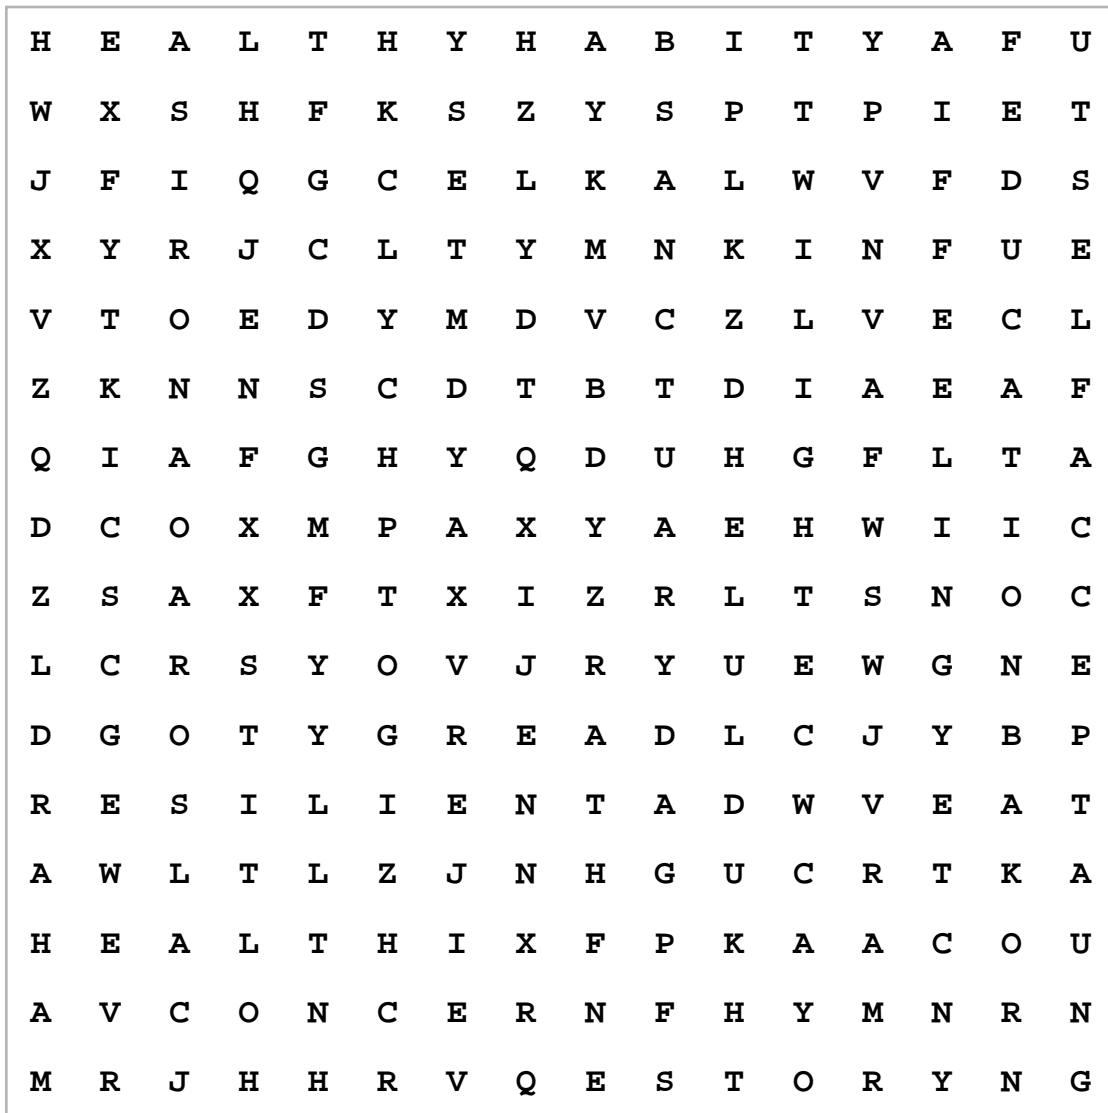 H E A L T H Y H A B I T Y A F U
W X S H F K S Z Y S P T P I E T
J F I Q G C E L K A L W V F D S
X Y R J C L T Y M N K I N F U E
V T O E D Y M D V C Z L V E C L
Z K N N S C D T B T D I A E A F
Q I A F G H Y Q D U H G F L T A
D C O X M P A X Y A E H W I I C
Z S A X F T X I Z R L T S N O C
L C R S Y O V J R Y U E W G N E
D G O T Y G R E A D L C J Y B P
R E S I L I E N T A D W V E A T
A W L T L Z J N H G U C R T K A
H E A L T H I X F P K A A C O U
A V C O N C E R N F H Y M N R N
M R J H H R V Q E S T O R Y N G